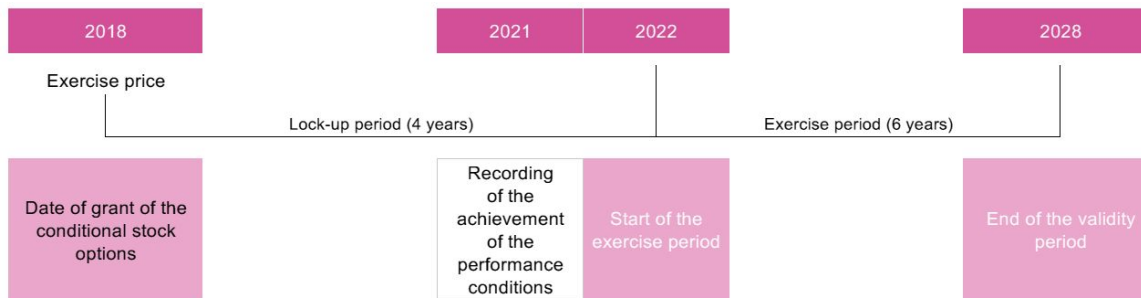 2018
2021
2022
2028
Exercise price
Lock-up period (4 years)
Exercise period (6 years)
Date of grant of the
conditional stock
options
Recording
of the
achievement
of the
performance
conditions
Start of the
exercise period
End of the validity
period